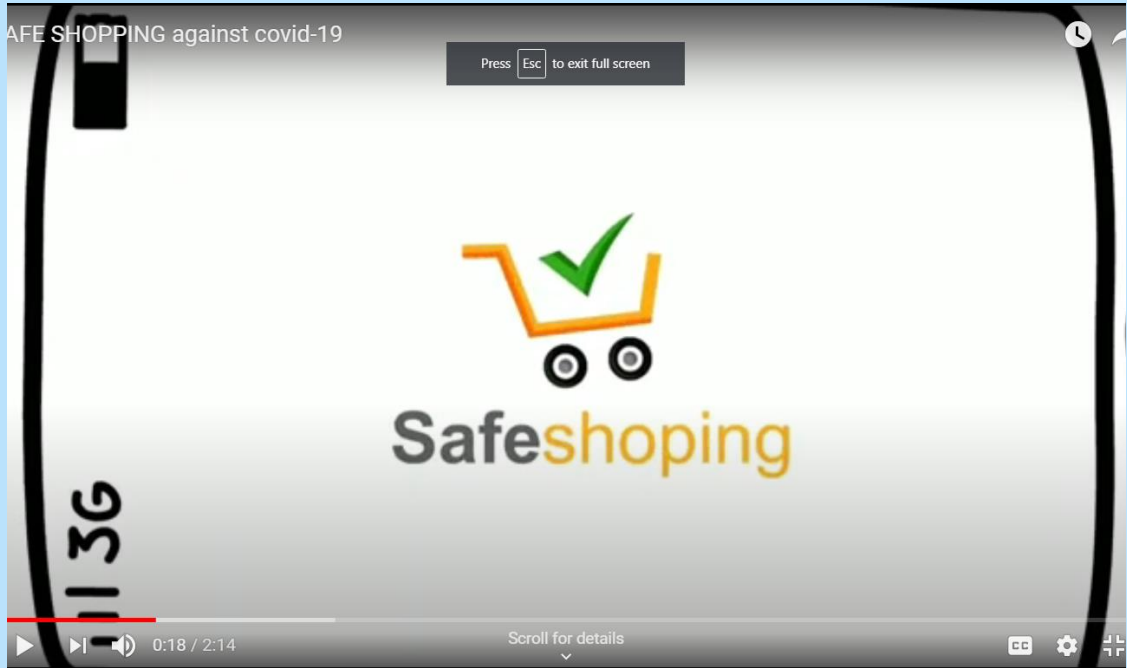 AFE SHOPPING against covid-19
Press Esc to exit full screen
Safeshoping
3G
0:18 / 2:14
Scroll for details
CC